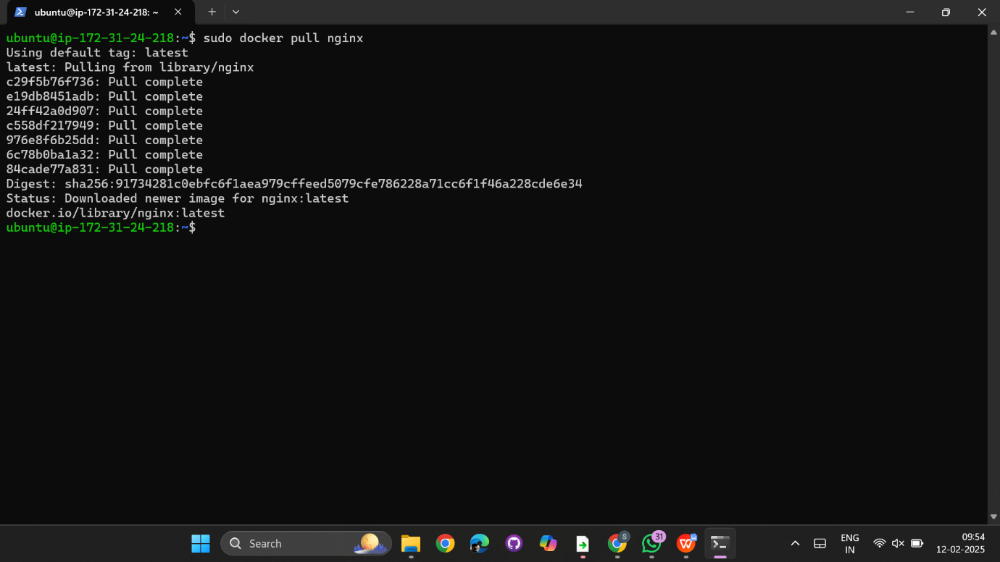 ubuntu@ip-172-31-24-218: ~
ubuntu@ip-172-31-24-218:~$ sudo docker pull nginx
Using default tag: latest
latest: Pulling from library/nginx
c29f5b76f736: Pull complete
e19db8451adb: Pull complete
24ff42a0d907: Pull complete
c558df217949: Pull complete
976e8f6b25dd: Pull complete
6c78b0ba1a32: Pull complete
84cade77a831: Pull complete
Digest: sha256:91734281c0ebfc6f1aea979cffeed5079cfe786228a71cc6f1f46a228cde6e34
Status: Downloaded newer image for nginx:latest
docker.io/library/nginx:latest
ubuntu@ip-172-31-24-218:~$
Search
S
31
W
ENG
IN
09:54
12-02-2025